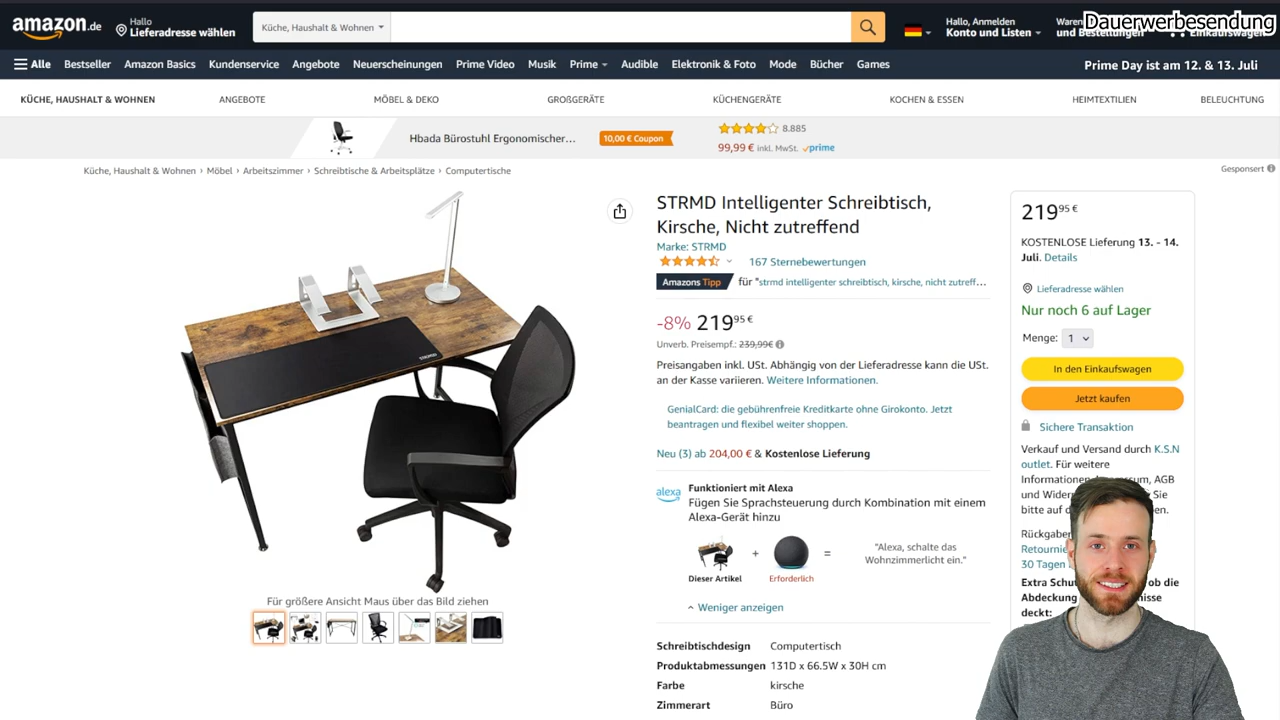 amazon.de
Hallo
Lieferadresse wählen
Küche, Haushalt & Wohnen
Hallo, Anmelden
Konto und Listen
Waren
und Bestellungen
Einkaufswagen
Dauerwerbesendung
Alle
Bestseller
Amazon Basics
Kundenservice
Angebote
Neuerscheinungen
Prime Video
Musik
Prime
Audible
Elektronik & Foto
Mode
Bücher
Games
Prime Day ist am 12. & 13. Juli
KÜCHE, HAUSHALT & WOHNEN
ANGEBOTE
MÖBEL & DEKO
GROẞGERÄTE
KÜCHENGERÄTE
KOCHEN & ESSEN
HEIMTEXTILIEN
BELEUCHTUNG
Hbada Bürostuhl Ergonomischer...
10,00 € Coupon
8.885
99,99 € inkl. MwSt. prime
Gesponsert
Küche, Haushalt & Wohnen › Möbel › Arbeitszimmer › Schreibtische & Arbeitsplätze › Computertische
STRMD
Für größere Ansicht Maus über das Bild ziehen
STRMD Intelligenter Schreibtisch,
Kirsche, Nicht zutreffend
Marke: STRMD
167 Sternebewertungen
Amazons Tipp für "strmd intelligenter schreibtisch, kirsche, nicht zutreff...
-8% 219,95 €
Unverb. Preisempf.: 239,99€
Preisangaben inkl. USt. Abhängig von der Lieferadresse kann die USt.
an der Kasse variieren. Weitere Informationen.
GenialCard: die gebührenfreie Kreditkarte ohne Girokonto. Jetzt
beantragen und flexibel weiter shoppen.
Neu (3) ab 204,00 € & Kostenlose Lieferung
alexa
Funktioniert mit Alexa
Fügen Sie Sprachsteuerung durch Kombination mit einem
Alexa-Gerät hinzu
+
=
"Alexa, schalte das
Wohnzimmerlicht ein."
Dieser Artikel
Erforderlich
Weniger anzeigen
Schreibtischdesign Computertisch
Produktabmessungen 131D x 66.5W x 30H cm
Farbe kirsche
Zimmerart Büro
219 95 €
KOSTENLOSE Lieferung 13. - 14.
Juli. Details
Lieferadresse wählen
Nur noch 6 auf Lager
Menge: 1
In den Einkaufswagen
Jetzt kaufen
Sichere Transaktion
Verkauf und Versand durch K.S.N
outlet. Für weitere
AGB
Sie
bitte auf
Rückgabe
30 Tagen
Extra ob die
Abdeckung
deckt: